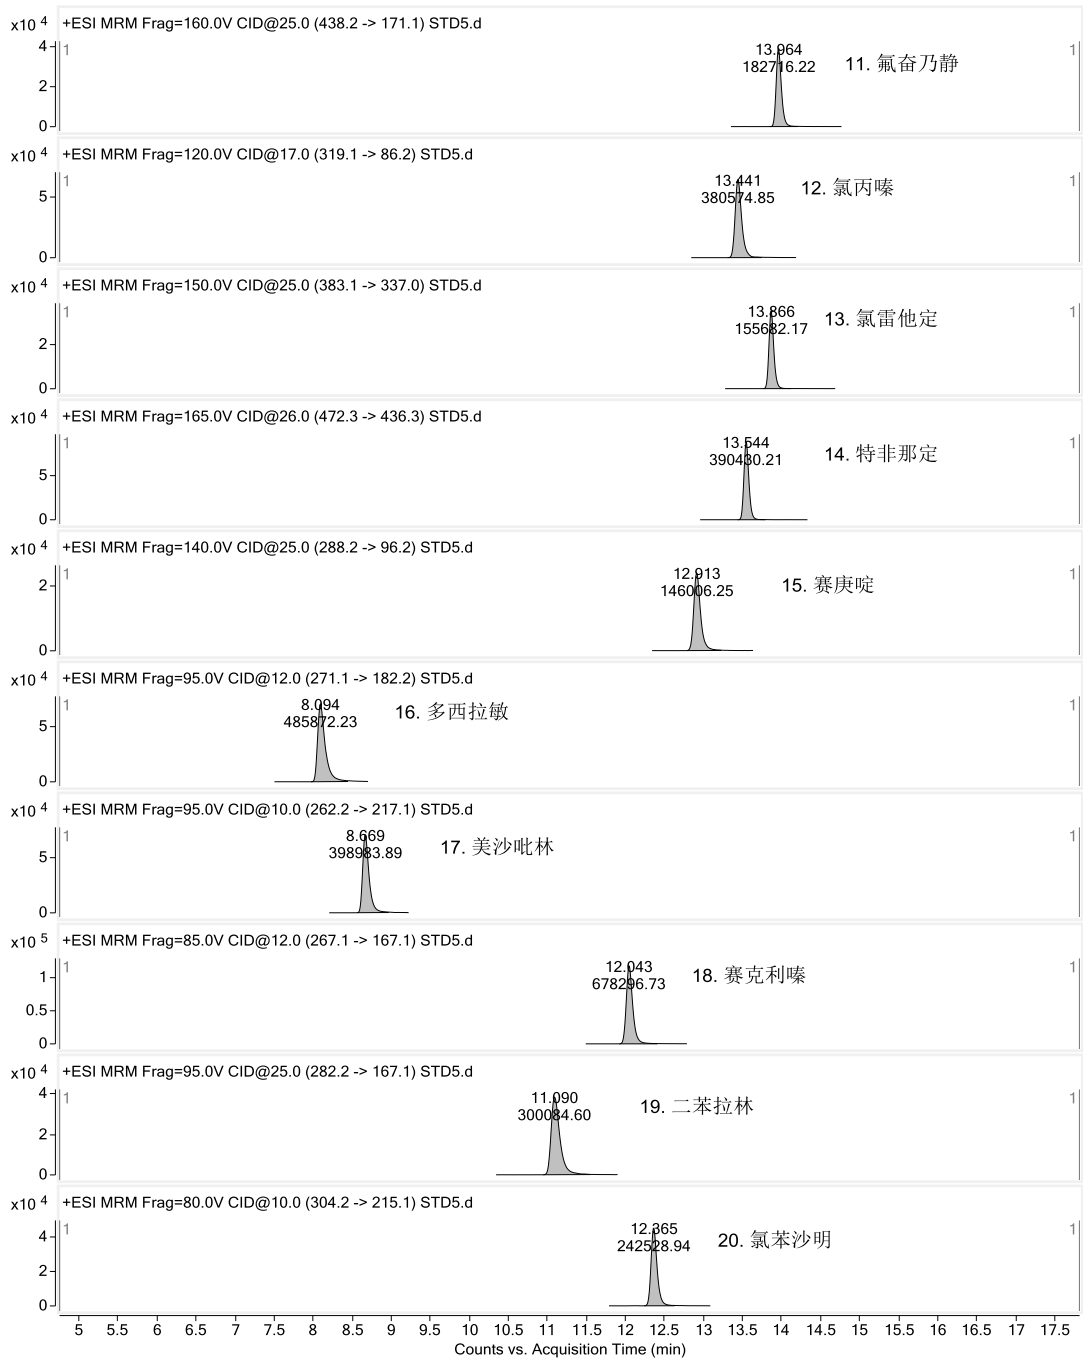 x10 4
+ESI MRM Frag=160.0V CID@25.0 (438.2 -> 171.1) STD5.d
4
2
0
1
1
13.964
182716.22
11. 氟奋乃静
x10 4
+ESI MRM Frag=120.0V CID@17.0 (319.1 -> 86.2) STD5.d
5
0
1
1
13.441
380574.85
12. 氯丙嗪
x10 4
+ESI MRM Frag=150.0V CID@25.0 (383.1 -> 337.0) STD5.d
2
0
1
1
13.866
155682.17
13. 氯雷他定
x10 4
+ESI MRM Frag=165.0V CID@26.0 (472.3 -> 436.3) STD5.d
5
0
1
1
13.544
390430.21
14. 特非那定
x10 4
+ESI MRM Frag=140.0V CID@25.0 (288.2 -> 96.2) STD5.d
2
0
1
1
12.913
146006.25
15. 赛庚啶
x10 4
+ESI MRM Frag=95.0V CID@12.0 (271.1 -> 182.2) STD5.d
5
0
1
1
8.094
485872.23
16. 多西拉敏
x10 4
+ESI MRM Frag=95.0V CID@10.0 (262.2 -> 217.1) STD5.d
5
0
1
1
8.669
398983.89
17. 美沙吡林
x10 5
+ESI MRM Frag=85.0V CID@12.0 (267.1 -> 167.1) STD5.d
1
0.5
0
1
1
12.043
678296.73
18. 赛克利嗪
x10 4
+ESI MRM Frag=95.0V CID@25.0 (282.2 -> 167.1) STD5.d
4
2
0
1
1
11.090
300084.60
19. 二苯拉林
x10 4
+ESI MRM Frag=80.0V CID@10.0 (304.2 -> 215.1) STD5.d
4
2
0
1
1
12.365
242528.94
20. 氯苯沙明
5 5.5 6 6.5 7 7.5 8 8.5 9 9.5 10 10.5 11 11.5 12 12.5 13 13.5 14 14.5 15 15.5 16 16.5 17 17.5
Counts vs. Acquisition Time (min)